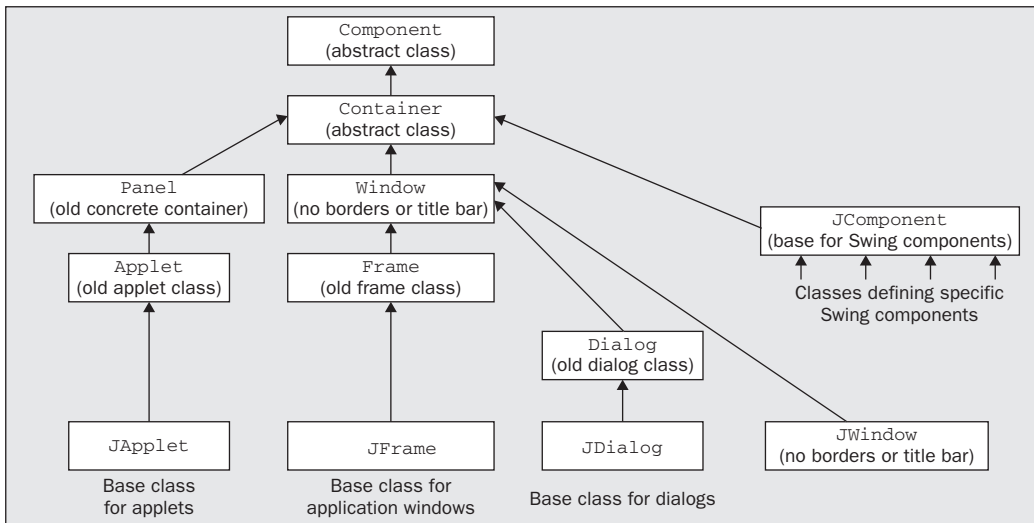 Component
(abstract class)
Container
(abstract class)
Panel
(old concrete container)
Window
(no borders or title bar)
JComponent
(base for Swing components)
Applet
(old applet class)
Frame
(old frame class)
Classes defining specific
Swing components
Dialog
(old dialog class)
JApplet
JFrame
JDialog
JWindow
(no borders or title bar)
Base class
for applets
Base class for
application windows
Base class for dialogs